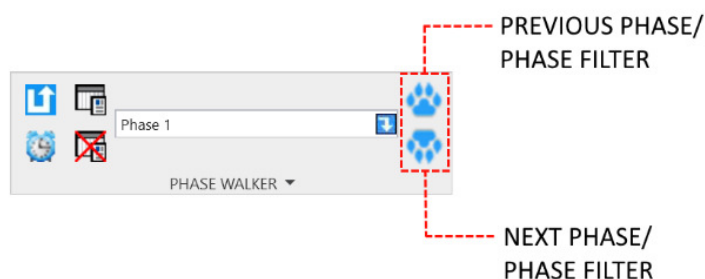 PREVIOUS PHASE/
PHASE FILTER
Phase 1
PHASE WALKER
NEXT PHASE/
PHASE FILTER